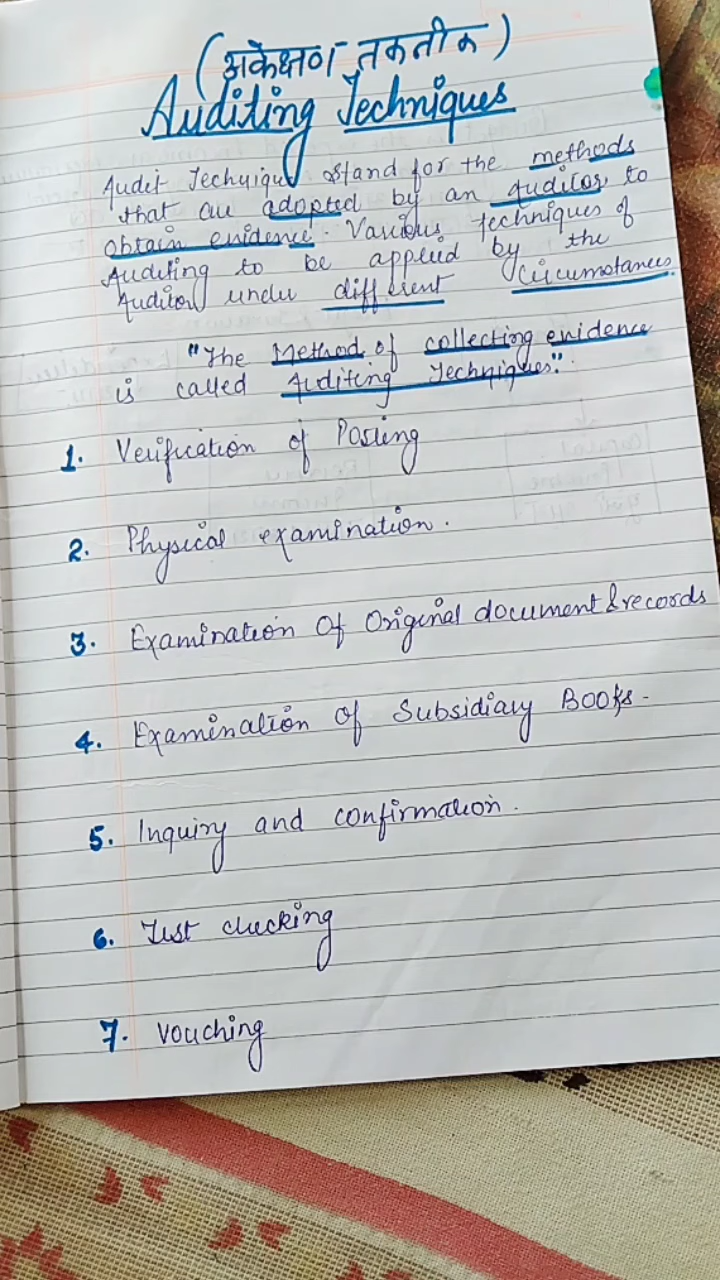 (अंकेक्षण तकतीक)
Auditing Techniques
Audit Technique stand for the methods
that are adopted by an auditor to
obtain evidence. Various techniques of
Auditing to be applied by the
Auditor under different circumstances.
"The Method of collecting evidence
is called Auditing Techniques".
1. Verification of Posting
2. Physical examination.
3. Examination of Original document & records
4. Examination of Subsidiary Books.
5. Inquiry and confirmation.
6. Test checking
7. Vouching